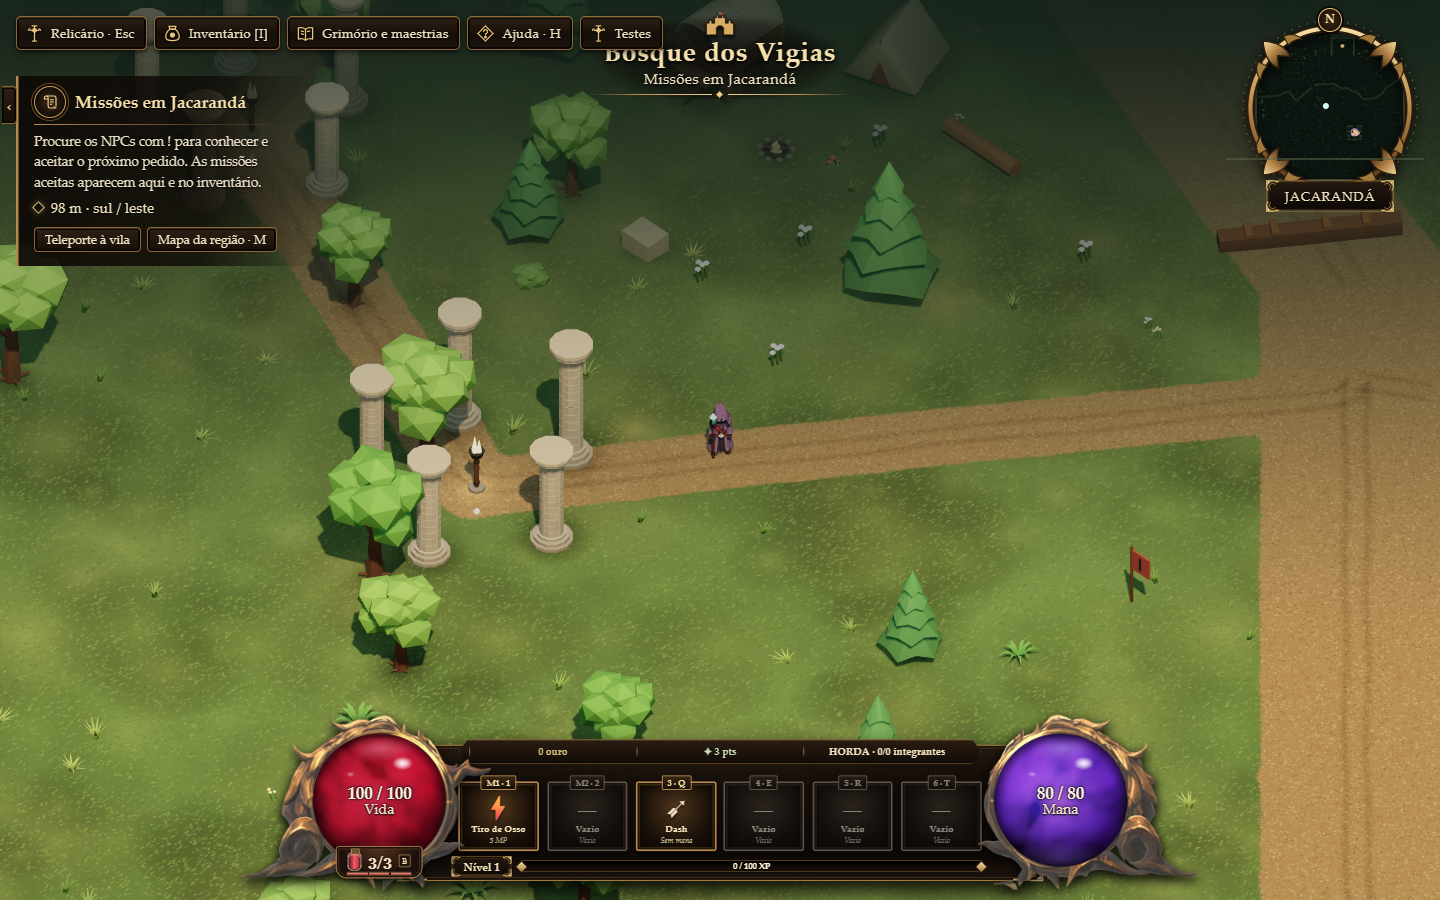 Relicário · Esc
Inventário [I]
Grimório e maestrias
Ajuda · H
Testes
Bosque dos Vigias
Missões em Jacarandá
N
JACARANDÁ
‹
Missões em Jacarandá
Procure os NPCs com ! para conhecer e
aceitar o próximo pedido. As missões
aceitas aparecem aqui e no inventário.
98 m · sul / leste
Teleporte à vila
Mapa da região · M
0 ouro
3 pts
HORDA · 0/0 integrantes
100 / 100
Vida
3/3
B
M1 · 1
Tiro de Osso
5 MP
M2 · 2
Vazio
Vazio
3 · Q
Dash
Sem mana
4 · E
Vazio
Vazio
5 · R
Vazio
Vazio
6 · T
Vazio
Vazio
80 / 80
Mana
Nível 1
0 / 100 XP